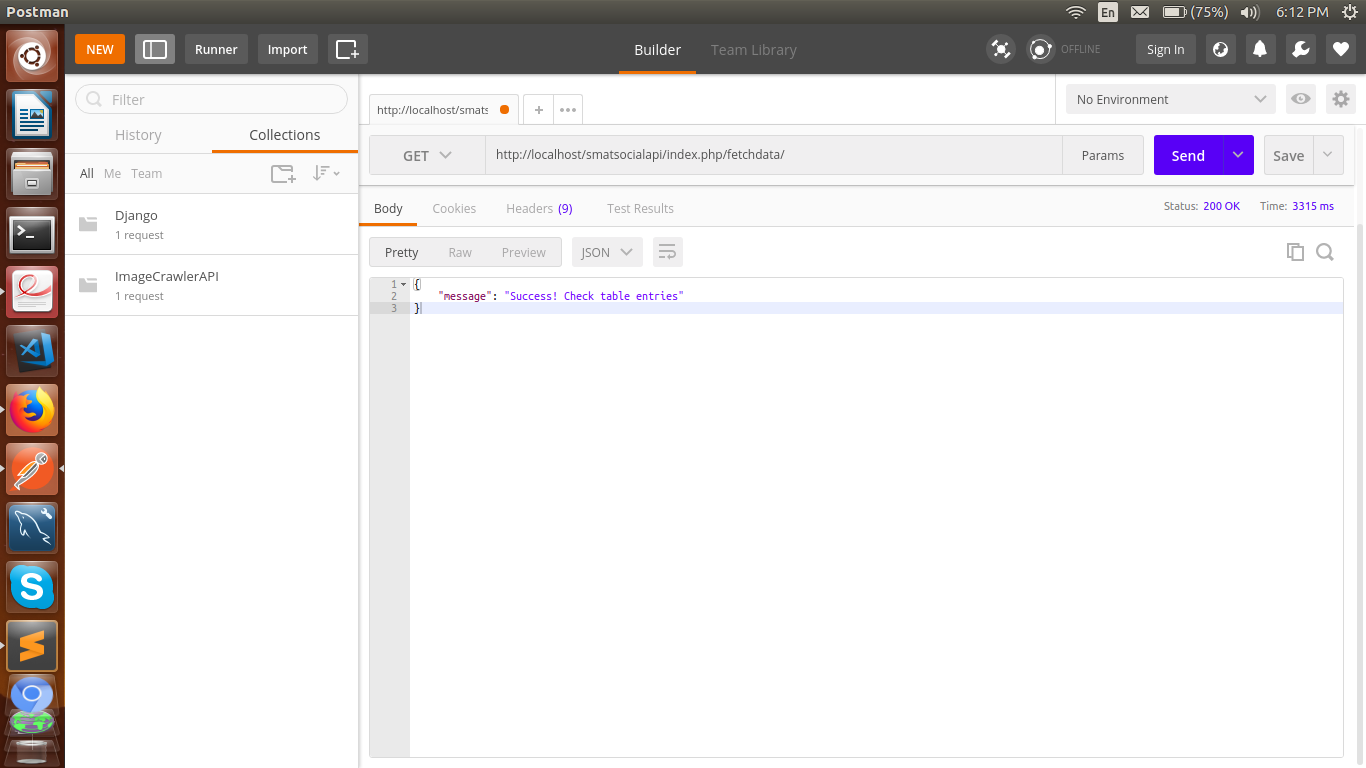 Postman
En
(75%)
6:12 PM
NEW
Runner
Import
Builder
Team Library
OFFLINE
Sign In
Filter
History
Collections
All
Me
Team
Django
1 request
ImageCrawlerAPI
1 request
http://localhost/smats
+
No Environment
GET
http://localhost/smatsocialapi/index.php/fetchdata/
Params
Send
Save
Body
Cookies
Headers (9)
Test Results
Status: 200 OK
Time: 3315 ms
Pretty
Raw
Preview
JSON
1 {
2 "message": "Success! Check table entries"
3 }